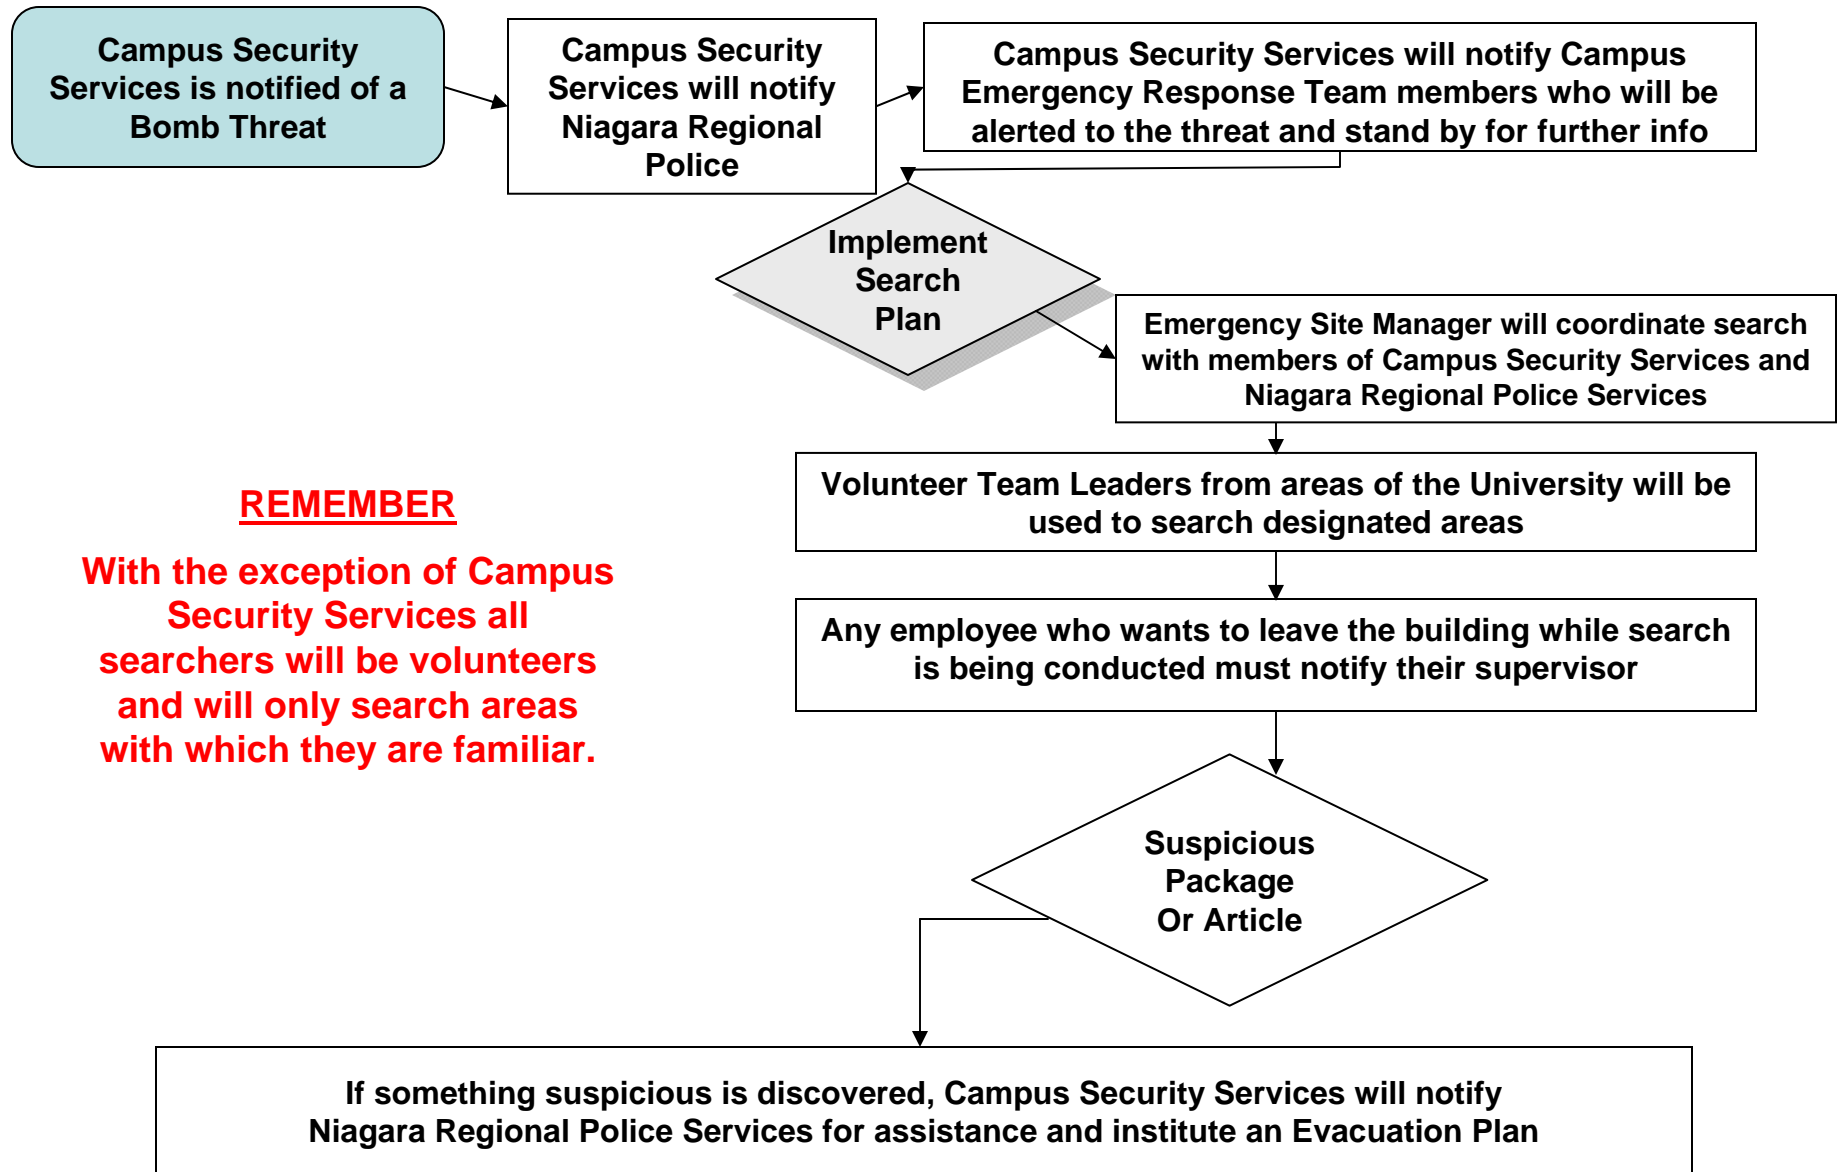 Campus Security
Services is notified of a
Bomb Threat
Campus Security
Services will notify
Niagara Regional
Police
Campus Security Services will notify Campus
Emergency Response Team members who will be
alerted to the threat and stand by for further info
Implement
Search
Plan
Emergency Site Manager will coordinate search
with members of Campus Security Services and
Niagara Regional Police Services
Volunteer Team Leaders from areas of the University will be
used to search designated areas
REMEMBER
With the exception of Campus
Security Services all
searchers will be volunteers
and will only search areas
with which they are familiar.
Any employee who wants to leave the building while search
is being conducted must notify their supervisor
Suspicious
Package
Or Article
If something suspicious is discovered, Campus Security Services will notify
Niagara Regional Police Services for assistance and institute an Evacuation Plan